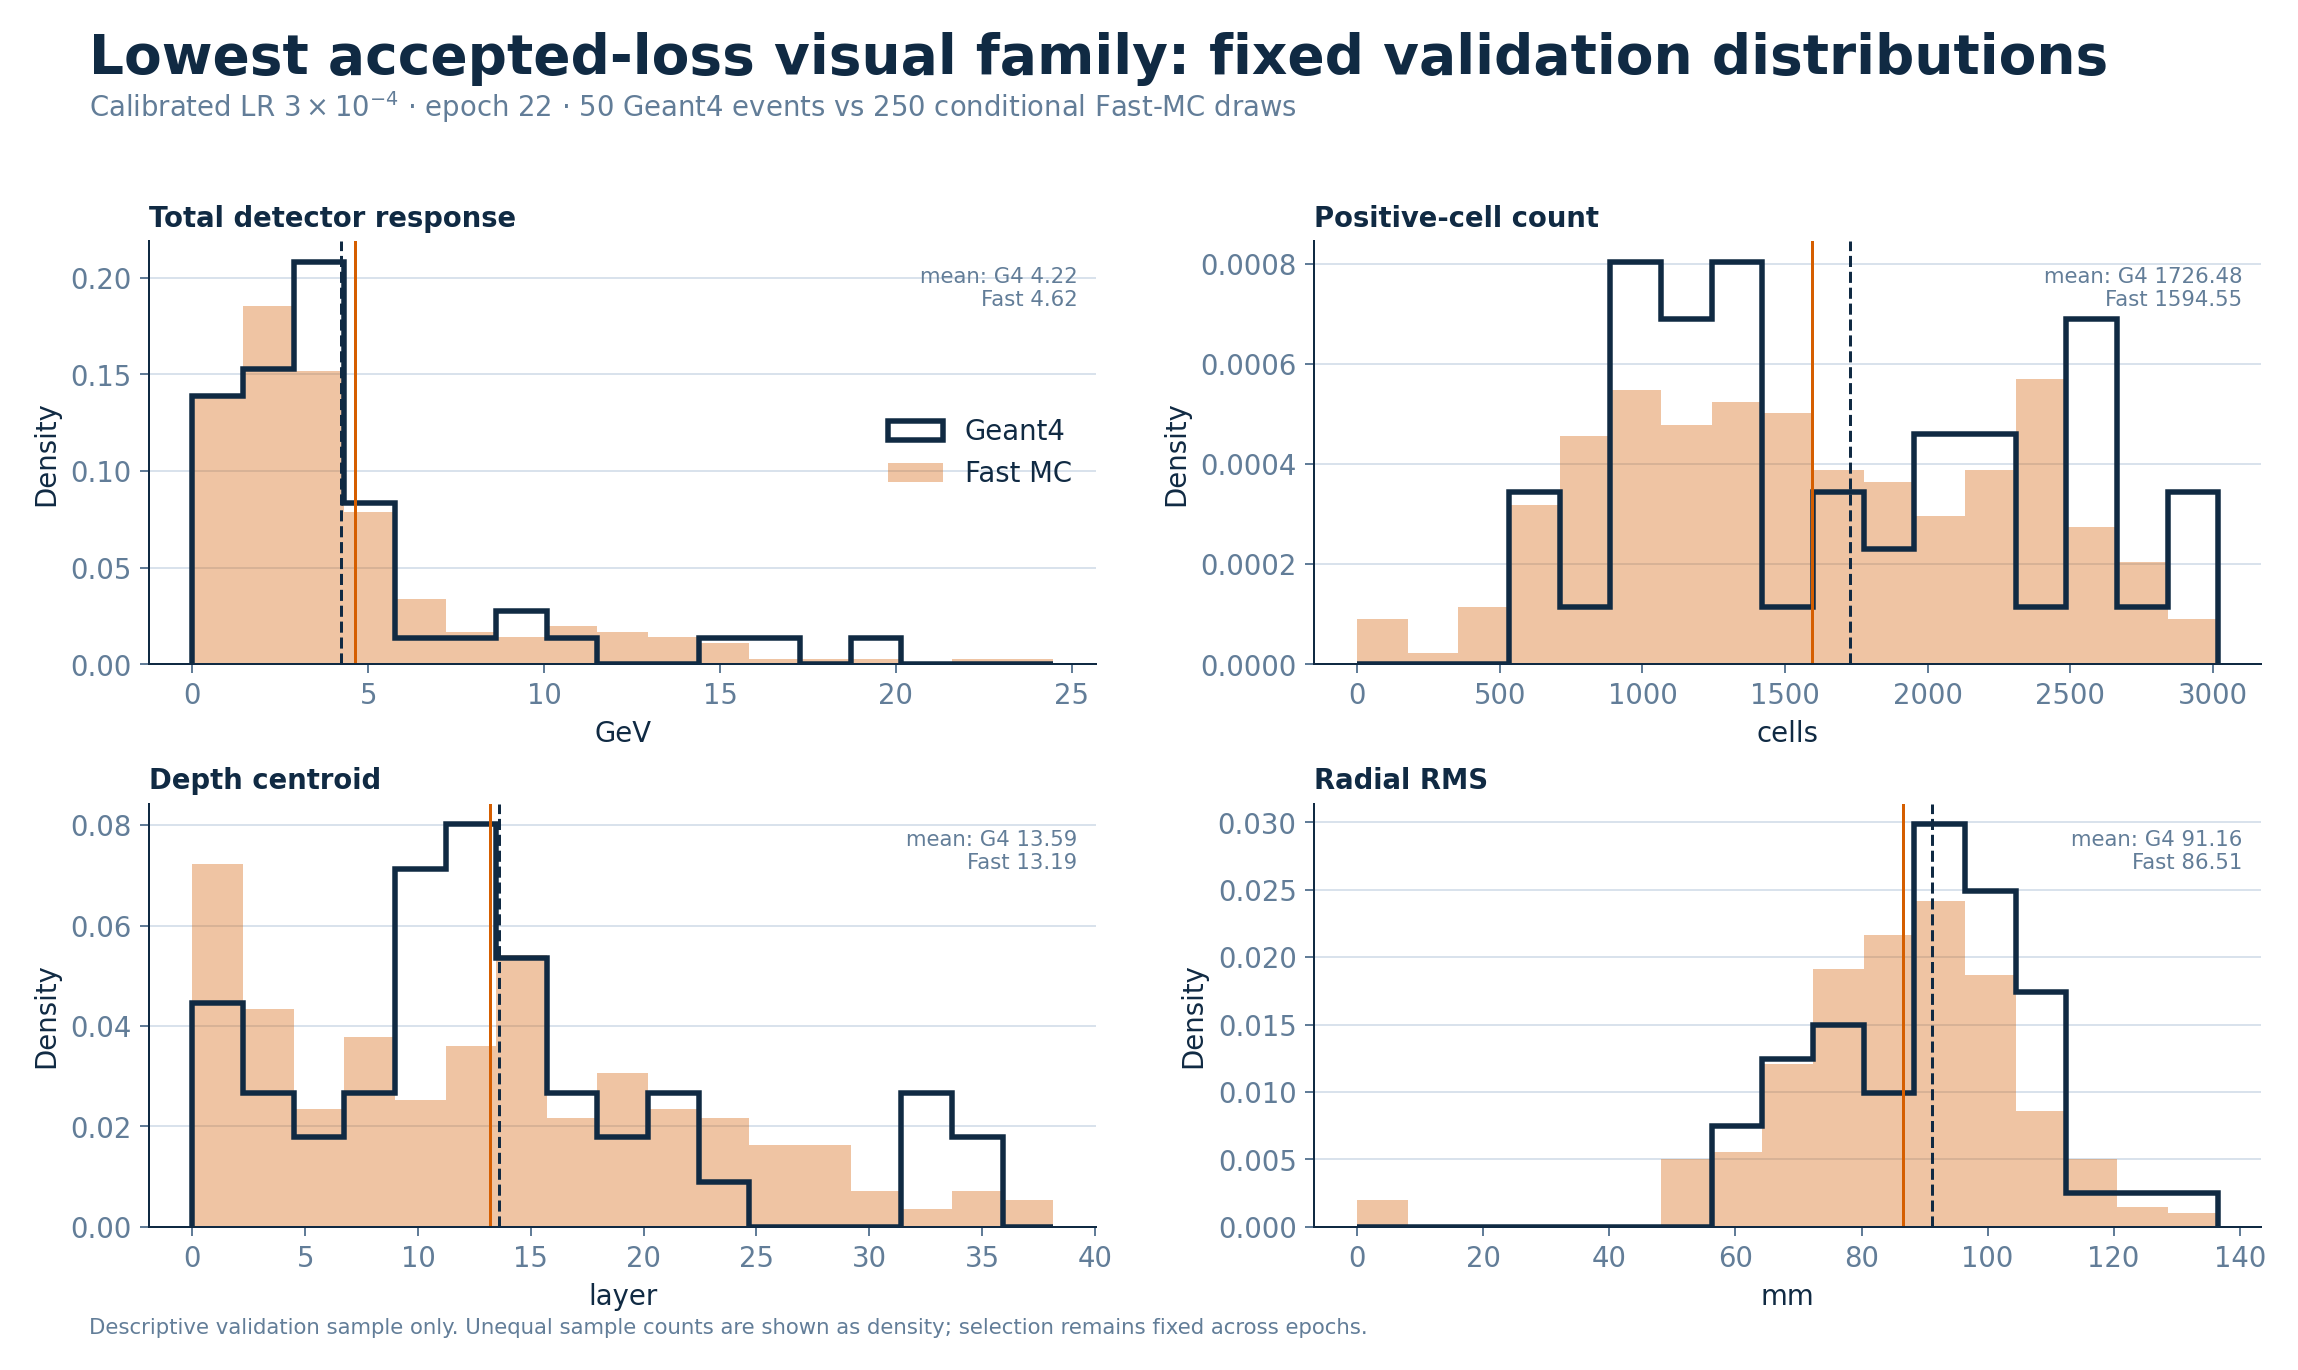 Lowest accepted-loss visual family: fixed validation distributions
Calibrated LR 3 × 10⁻⁴ · epoch 22 · 50 Geant4 events vs 250 conditional Fast-MC draws
Total detector response
mean: G4 4.22
Fast 4.62
Geant4
Fast MC
Density
0.20
0.15
0.10
0.05
0.00
0 5 10 15 20 25
GeV
Positive-cell count
mean: G4 1726.48
Fast 1594.55
Density
0.0008
0.0006
0.0004
0.0002
0.0000
0 500 1000 1500 2000 2500 3000
cells
Depth centroid
mean: G4 13.59
Fast 13.19
Density
0.08
0.06
0.04
0.02
0.00
0 5 10 15 20 25 30 35 40
layer
Radial RMS
mean: G4 91.16
Fast 86.51
Density
0.030
0.025
0.020
0.015
0.010
0.005
0.000
0 20 40 60 80 100 120 140
mm
Descriptive validation sample only. Unequal sample counts are shown as density; selection remains fixed across epochs.